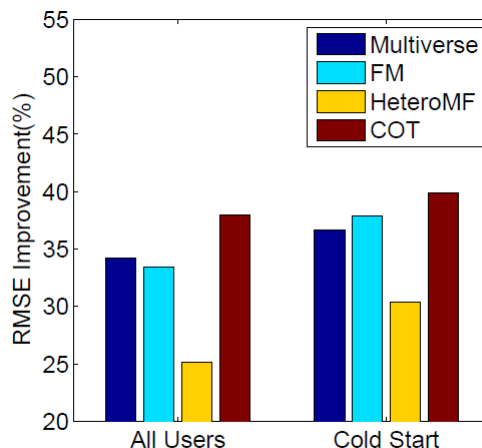 RMSE Improvement(%)
55
50
45
40
35
30
25
20
All Users
Cold Start
Multiverse
FM
HeteroMF
COT